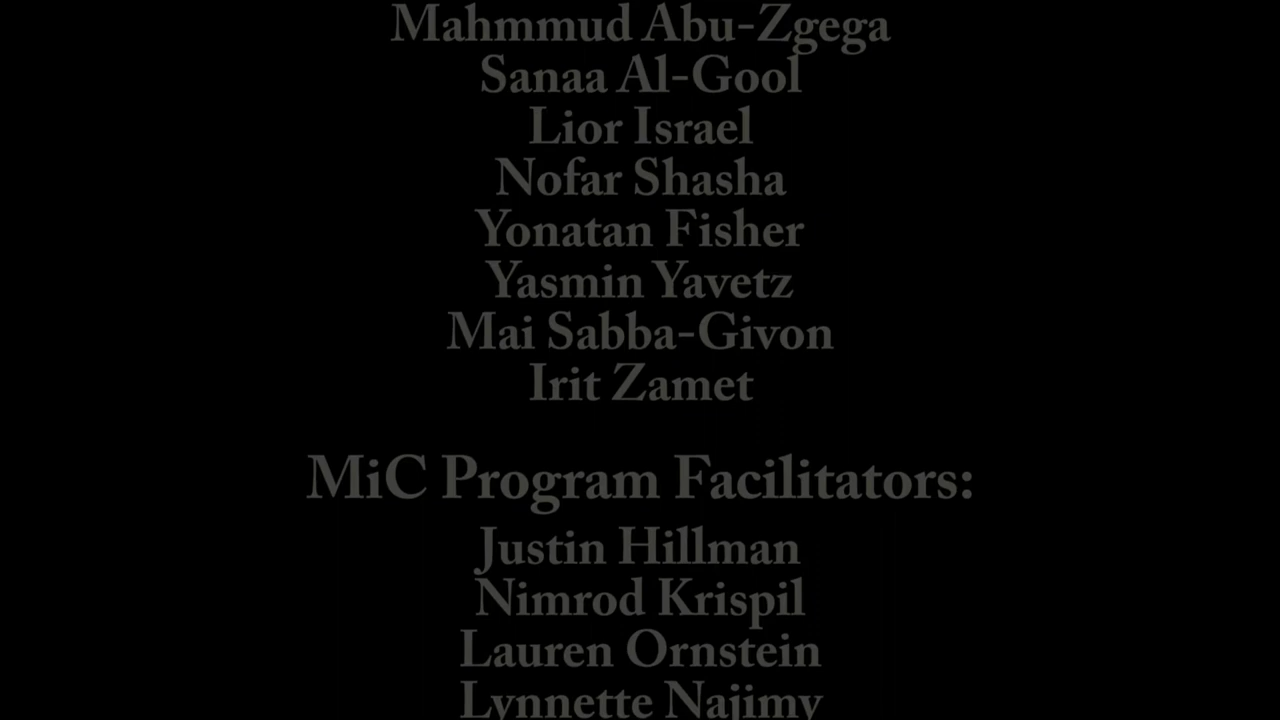 Mahmmud Abu-Zgega
Sanaa Al-Gool
Lior Israel
Nofar Shasha
Yonatan Fisher
Yasmin Yavetz
Mai Sabba-Givon
Irit Zamet
MiC Program Facilitators:
Justin Hillman
Nimrod Krispil
Lauren Ornstein
Lynnette Najimy